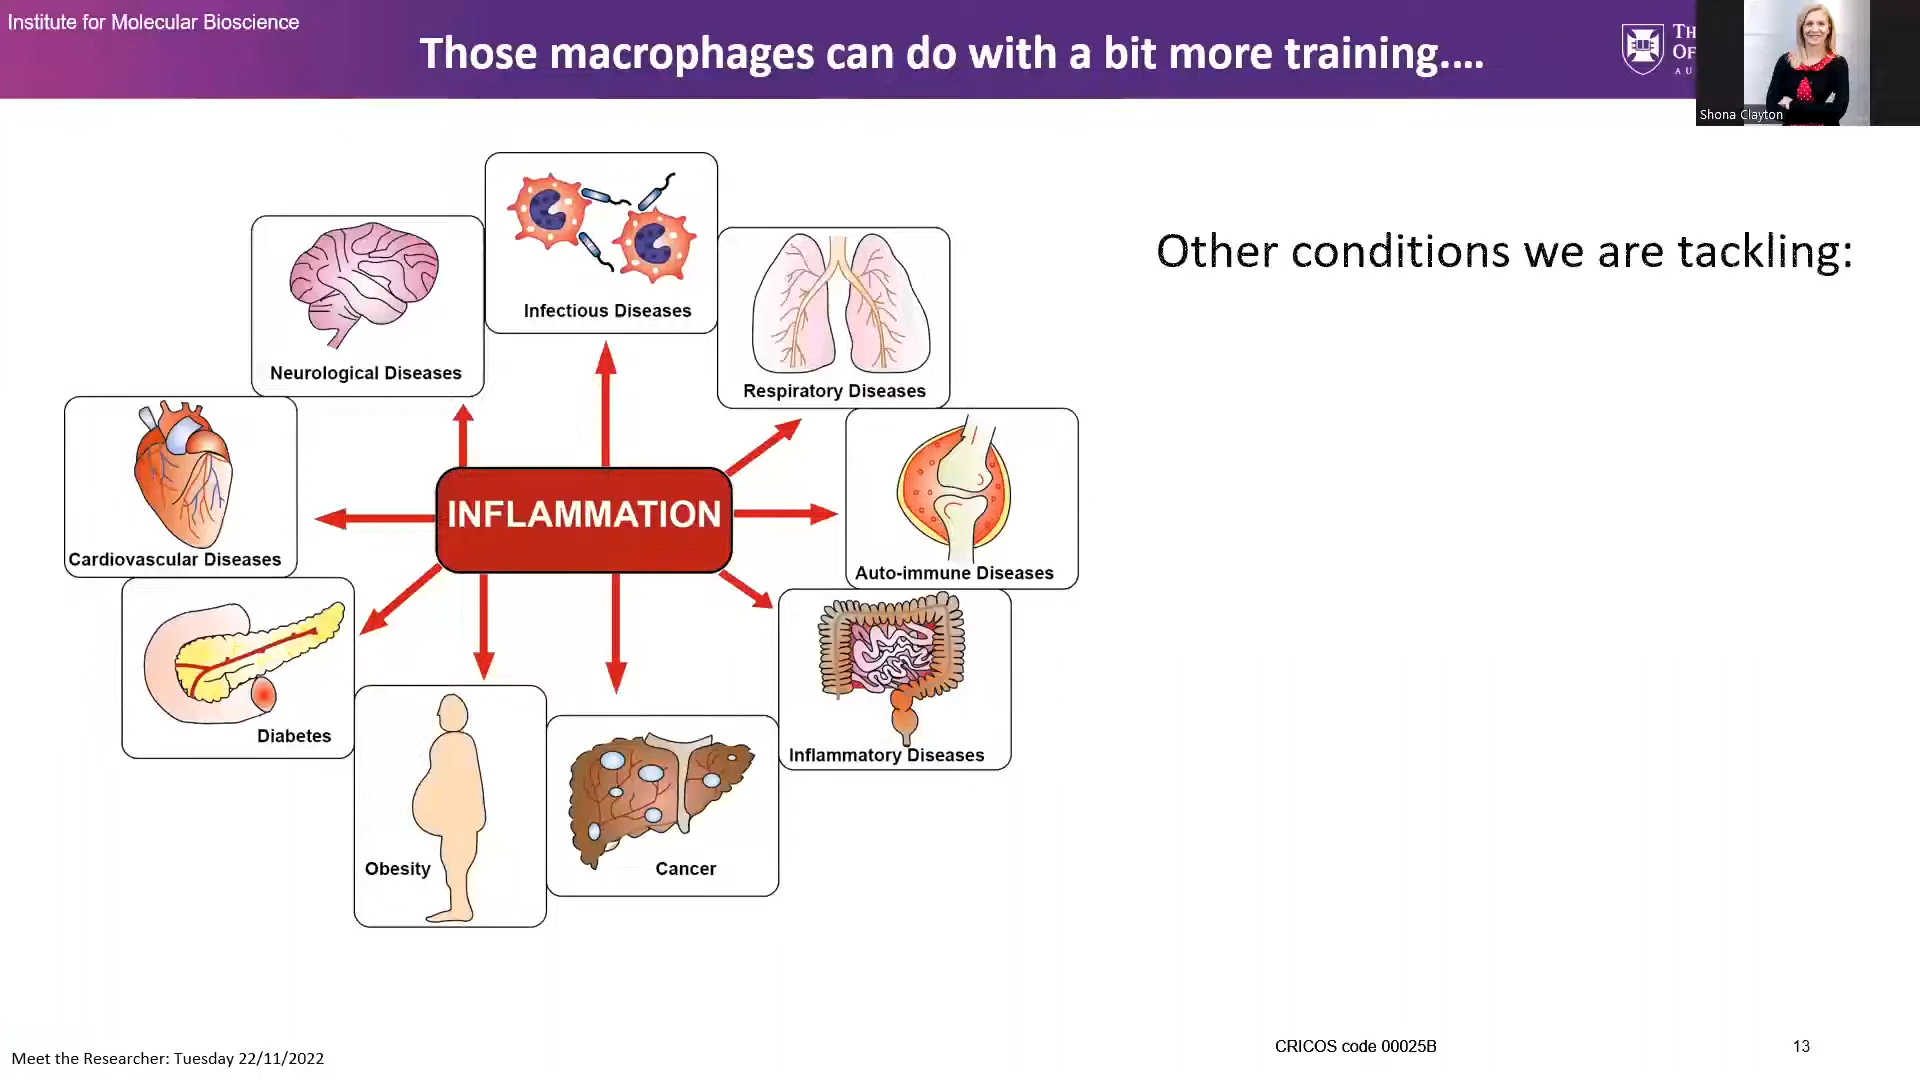 Institute for Molecular Bioscience
Those macrophages can do with a bit more training....
Shona Clayton
Other conditions we are tackling:
Infectious Diseases
Neurological Diseases
Respiratory Diseases
Cardiovascular Diseases
INFLAMMATION
Auto-immune Diseases
Diabetes
Inflammatory Diseases
Obesity
Cancer
Meet the Researcher: Tuesday 22/11/2022
CRICOS code 00025B
13